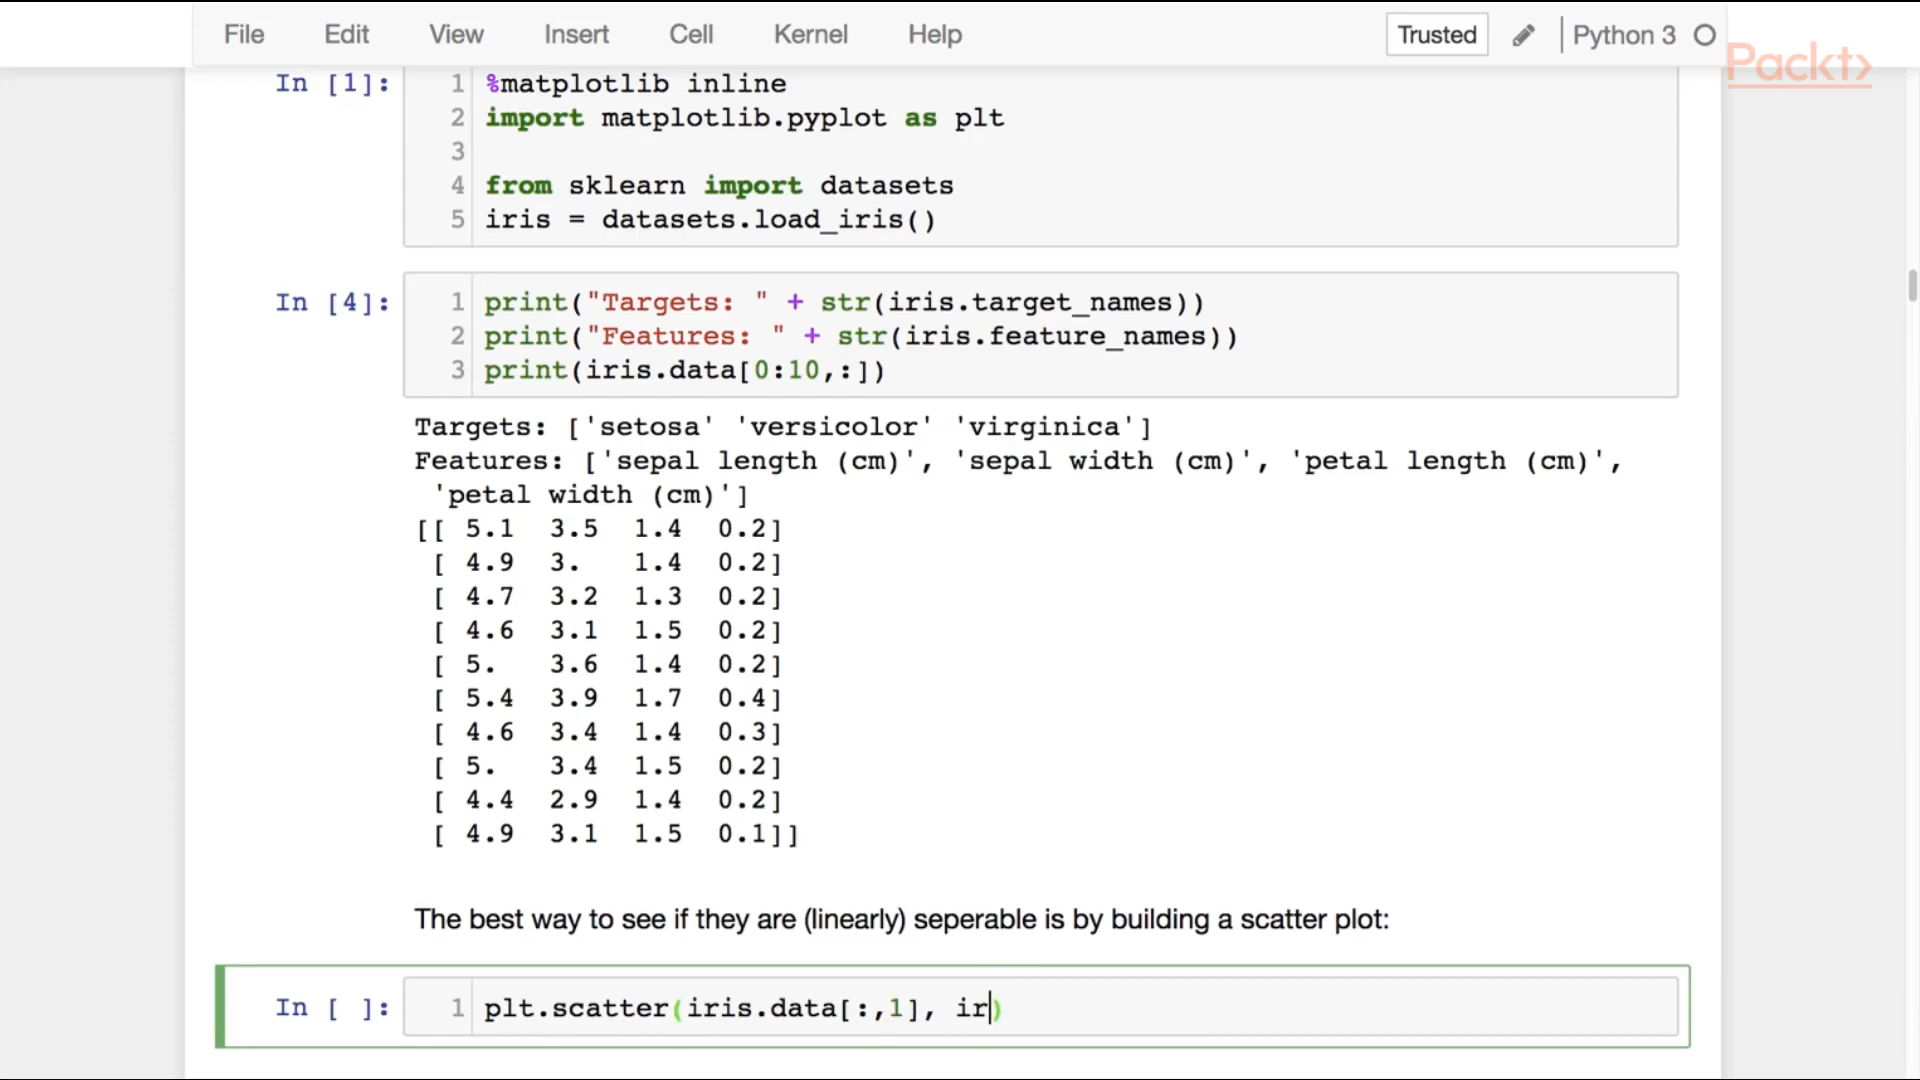 File Edit View Insert Cell Kernel Help Trusted Python 3
Packt>
In [1]:
1 %matplotlib inline
2 import matplotlib.pyplot as plt
3
4 from sklearn import datasets
5 iris = datasets.load_iris()
In [4]:
1 print("Targets: " + str(iris.target_names))
2 print("Features: " + str(iris.feature_names))
3 print(iris.data[0:10,:])
Targets: ['setosa' 'versicolor' 'virginica']
Features: ['sepal length (cm)', 'sepal width (cm)', 'petal length (cm)',
'petal width (cm)']
[[ 5.1 3.5 1.4 0.2]
[ 4.9 3. 1.4 0.2]
[ 4.7 3.2 1.3 0.2]
[ 4.6 3.1 1.5 0.2]
[ 5. 3.6 1.4 0.2]
[ 5.4 3.9 1.7 0.4]
[ 4.6 3.4 1.4 0.3]
[ 5. 3.4 1.5 0.2]
[ 4.4 2.9 1.4 0.2]
[ 4.9 3.1 1.5 0.1]]
The best way to see if they are (linearly) seperable is by building a scatter plot:
In [ ]:
1 plt.scatter(iris.data[:,1], ir)